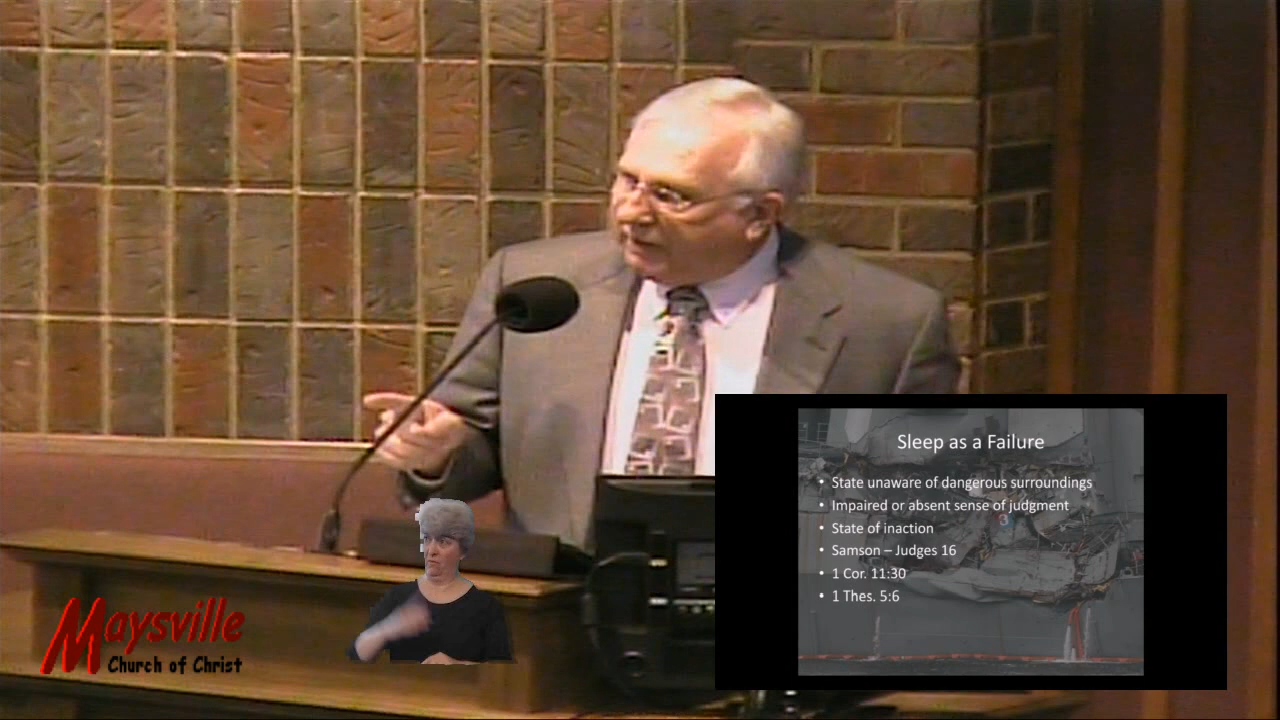 Sleep as a Failure
• State unaware of dangerous surroundings
• Impaired or absent sense of judgment
• State of inaction
• Samson – Judges 16
• 1 Cor. 11:30
• 1 Thes. 5:6
3
Maysville
Church of Christ